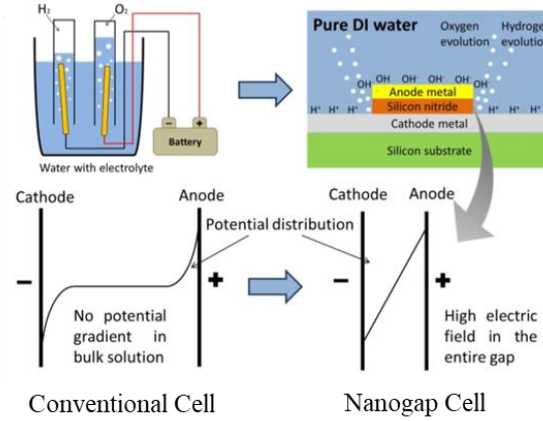 H₂
O₂
−
+
Battery
Water with electrolyte
Pure DI water
Oxygen
evolution
Hydrogen
evolution
OH OH⁻ OH⁻ OH⁻ OH OH
Anode metal
Silicon nitride
H⁺ H⁺ H⁺
H⁺ H⁺ H⁺
Cathode metal
Silicon substrate
Cathode
Anode
Potential distribution
−
+
No potential
gradient in
bulk solution
Cathode
Anode
−
+
High electric
field in the
entire gap
Conventional Cell
Nanogap Cell